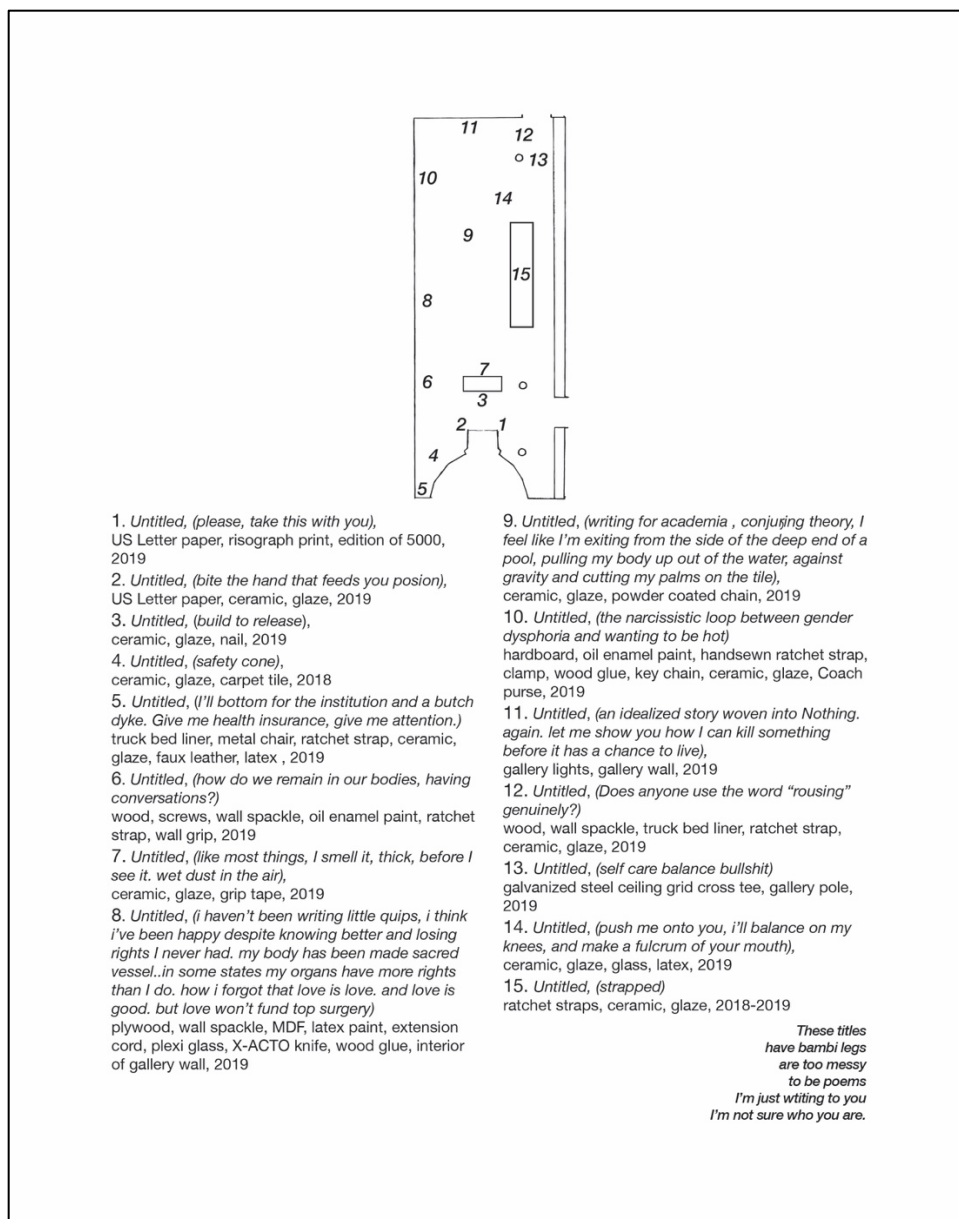 11
12
13
10
14
9
15
8
7
6
3
2 1
4
5
1. Untitled, (please, take this with you),
US Letter paper, risograph print, edition of 5000,
2019
2. Untitled, (bite the hand that feeds you posion),
US Letter paper, ceramic, glaze, 2019
3. Untitled, (build to release),
ceramic, glaze, nail, 2019
4. Untitled, (safety cone),
ceramic, glaze, carpet tile, 2018
5. Untitled, (I’ll bottom for the institution and a butch
dyke. Give me health insurance, give me attention.)
truck bed liner, metal chair, ratchet strap, ceramic,
glaze, faux leather, latex , 2019
6. Untitled, (how do we remain in our bodies, having
conversations?)
wood, screws, wall spackle, oil enamel paint, ratchet
strap, wall grip, 2019
7. Untitled, (like most things, I smell it, thick, before I
see it. wet dust in the air),
ceramic, glaze, grip tape, 2019
8. Untitled, (i haven’t been writing little quips, i think
i’ve been happy despite knowing better and losing
rights I never had. my body has been made sacred
vessel..in some states my organs have more rights
than I do. how i forgot that love is love. and love is
good. but love won’t fund top surgery)
plywood, wall spackle, MDF, latex paint, extension
cord, plexi glass, X-ACTO knife, wood glue, interior
of gallery wall, 2019
9. Untitled, (writing for academia , conjuring theory, I
feel like I’m exiting from the side of the deep end of a
pool, pulling my body up out of the water, against
gravity and cutting my palms on the tile),
ceramic, glaze, powder coated chain, 2019
10. Untitled, (the narcissistic loop between gender
dysphoria and wanting to be hot)
hardboard, oil enamel paint, handsewn ratchet strap,
clamp, wood glue, key chain, ceramic, glaze, Coach
purse, 2019
11. Untitled, (an idealized story woven into Nothing.
again. let me show you how I can kill something
before it has a chance to live),
gallery lights, gallery wall, 2019
12. Untitled, (Does anyone use the word “rousing”
genuinely?)
wood, wall spackle, truck bed liner, ratchet strap,
ceramic, glaze, 2019
13. Untitled, (self care balance bullshit)
galvanized steel ceiling grid cross tee, gallery pole,
2019
14. Untitled, (push me onto you, i’ll balance on my
knees, and make a fulcrum of your mouth),
ceramic, glaze, glass, latex, 2019
15. Untitled, (strapped)
ratchet straps, ceramic, glaze, 2018-2019
These titles
have bambi legs
are too messy
to be poems
I’m just wtiting to you
I’m not sure who you are.